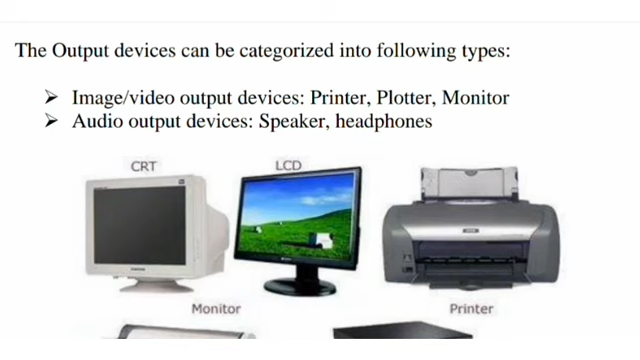 The Output devices can be categorized into following types:
➢ Image/video output devices: Printer, Plotter, Monitor
➢ Audio output devices: Speaker, headphones
CRT
LCD
Monitor
Printer